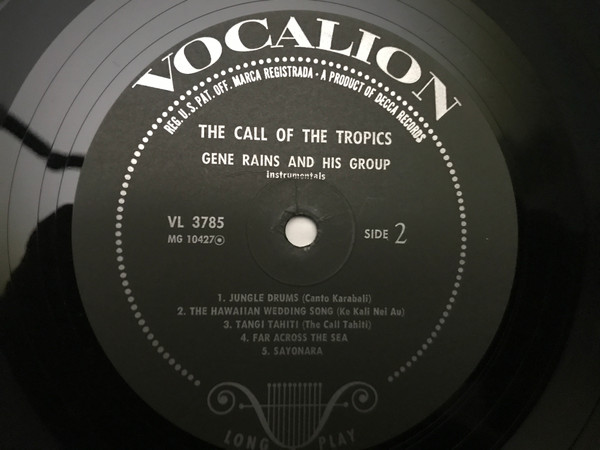 VOCALION
REG. U.S. PAT. OFF. MARCA REGISTRADA · A PRODUCT OF DECCA RECORDS
THE CALL OF THE TROPICS
GENE RAINS AND HIS GROUP
instrumentals
VL 3785
MG 10427
SIDE 2
1. JUNGLE DRUMS (Canto Karabali)
2. THE HAWAIIAN WEDDING SONG (Ke Kali Nei Au)
3. TANGI TAHITI (The Call Tahiti)
4. FAR ACROSS THE SEA
5. SAYONARA
LONG PLAY